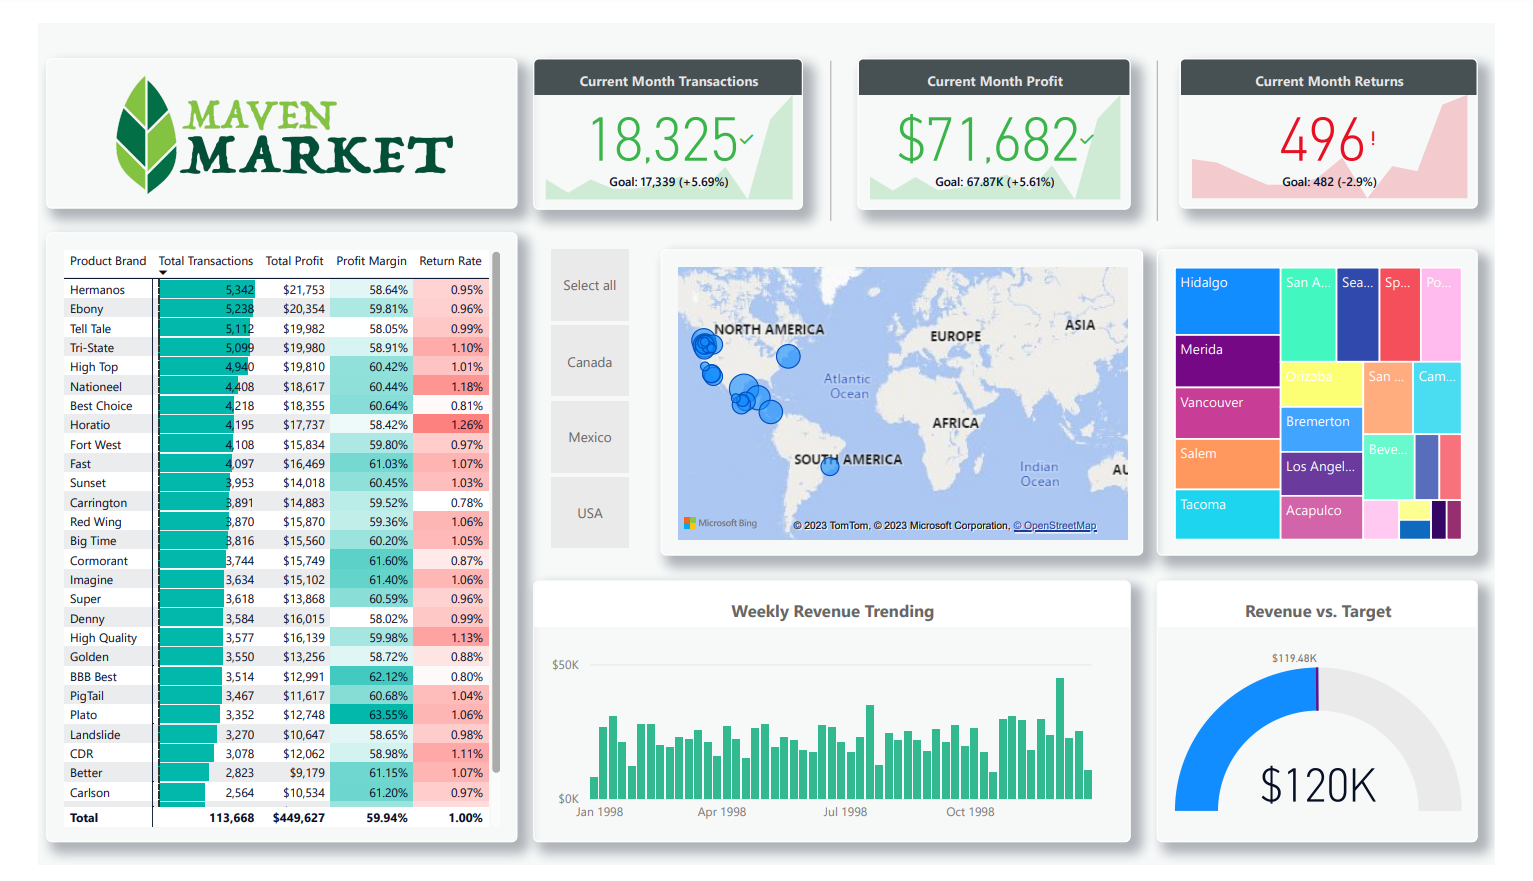 MAVEN
MARKET
Current Month Transactions
18,325
Goal: 17,339 (+5.69%)
Current Month Profit
$71,682
Goal: 67.87K (+5.61%)
Current Month Returns
496!
Goal: 482 (-2.9%)
Product Brand Total Transactions Total Profit Profit Margin Return Rate
Hermanos 5,342 $21,753 58.64% 0.95%
Ebony 5,238 $20,354 59.81% 0.96%
Tell Tale 5,112 $19,982 58.05% 0.99%
Tri-State 5,099 $19,980 58.91% 1.10%
High Top 4,940 $19,810 60.42% 1.01%
Nationeel 4,408 $18,617 60.44% 1.18%
Best Choice 4,218 $18,355 60.64% 0.81%
Horatio 4,195 $17,737 58.42% 1.26%
Fort West 4,108 $15,834 59.80% 0.97%
Fast 4,097 $16,469 61.03% 1.07%
Sunset 3,953 $14,018 60.45% 1.03%
Carrington 3,891 $14,883 59.52% 0.78%
Red Wing 3,870 $15,870 59.36% 1.06%
Big Time 3,816 $15,560 60.20% 1.05%
Cormorant 3,744 $15,749 61.60% 0.87%
Imagine 3,634 $15,102 61.40% 1.06%
Super 3,618 $13,868 60.59% 0.96%
Denny 3,584 $16,015 58.02% 0.99%
High Quality 3,577 $16,139 59.98% 1.13%
Golden 3,550 $13,256 58.72% 0.88%
BBB Best 3,514 $12,991 62.12% 0.80%
PigTail 3,467 $11,617 60.68% 1.04%
Plato 3,352 $12,748 63.55% 1.06%
Landslide 3,270 $10,647 58.65% 0.98%
CDR 3,078 $12,062 58.98% 1.11%
Better 2,823 $9,179 61.15% 1.07%
Carlson 2,564 $10,534 61.20% 0.97%
Total 113,668 $449,627 59.94% 1.00%
Select all
Canada
Mexico
USA
NORTH AMERICA
EUROPE
ASIA
Atlantic
Ocean
AFRICA
SOUTH AMERICA
Indian
Ocean
AU
Microsoft Bing
© 2023 TomTom, © 2023 Microsoft Corporation, © OpenStreetMap
Hidalgo
Merida
Vancouver
Salem
Tacoma
San A...
Sea...
Sp...
Po...
Orizaba
Bremerton
Los Angel...
Acapulco
San ...
Cam...
Beve...
Weekly Revenue Trending
$50K
$0K
Jan 1998
Apr 1998
Jul 1998
Oct 1998
Revenue vs. Target
$119.48K
$120K